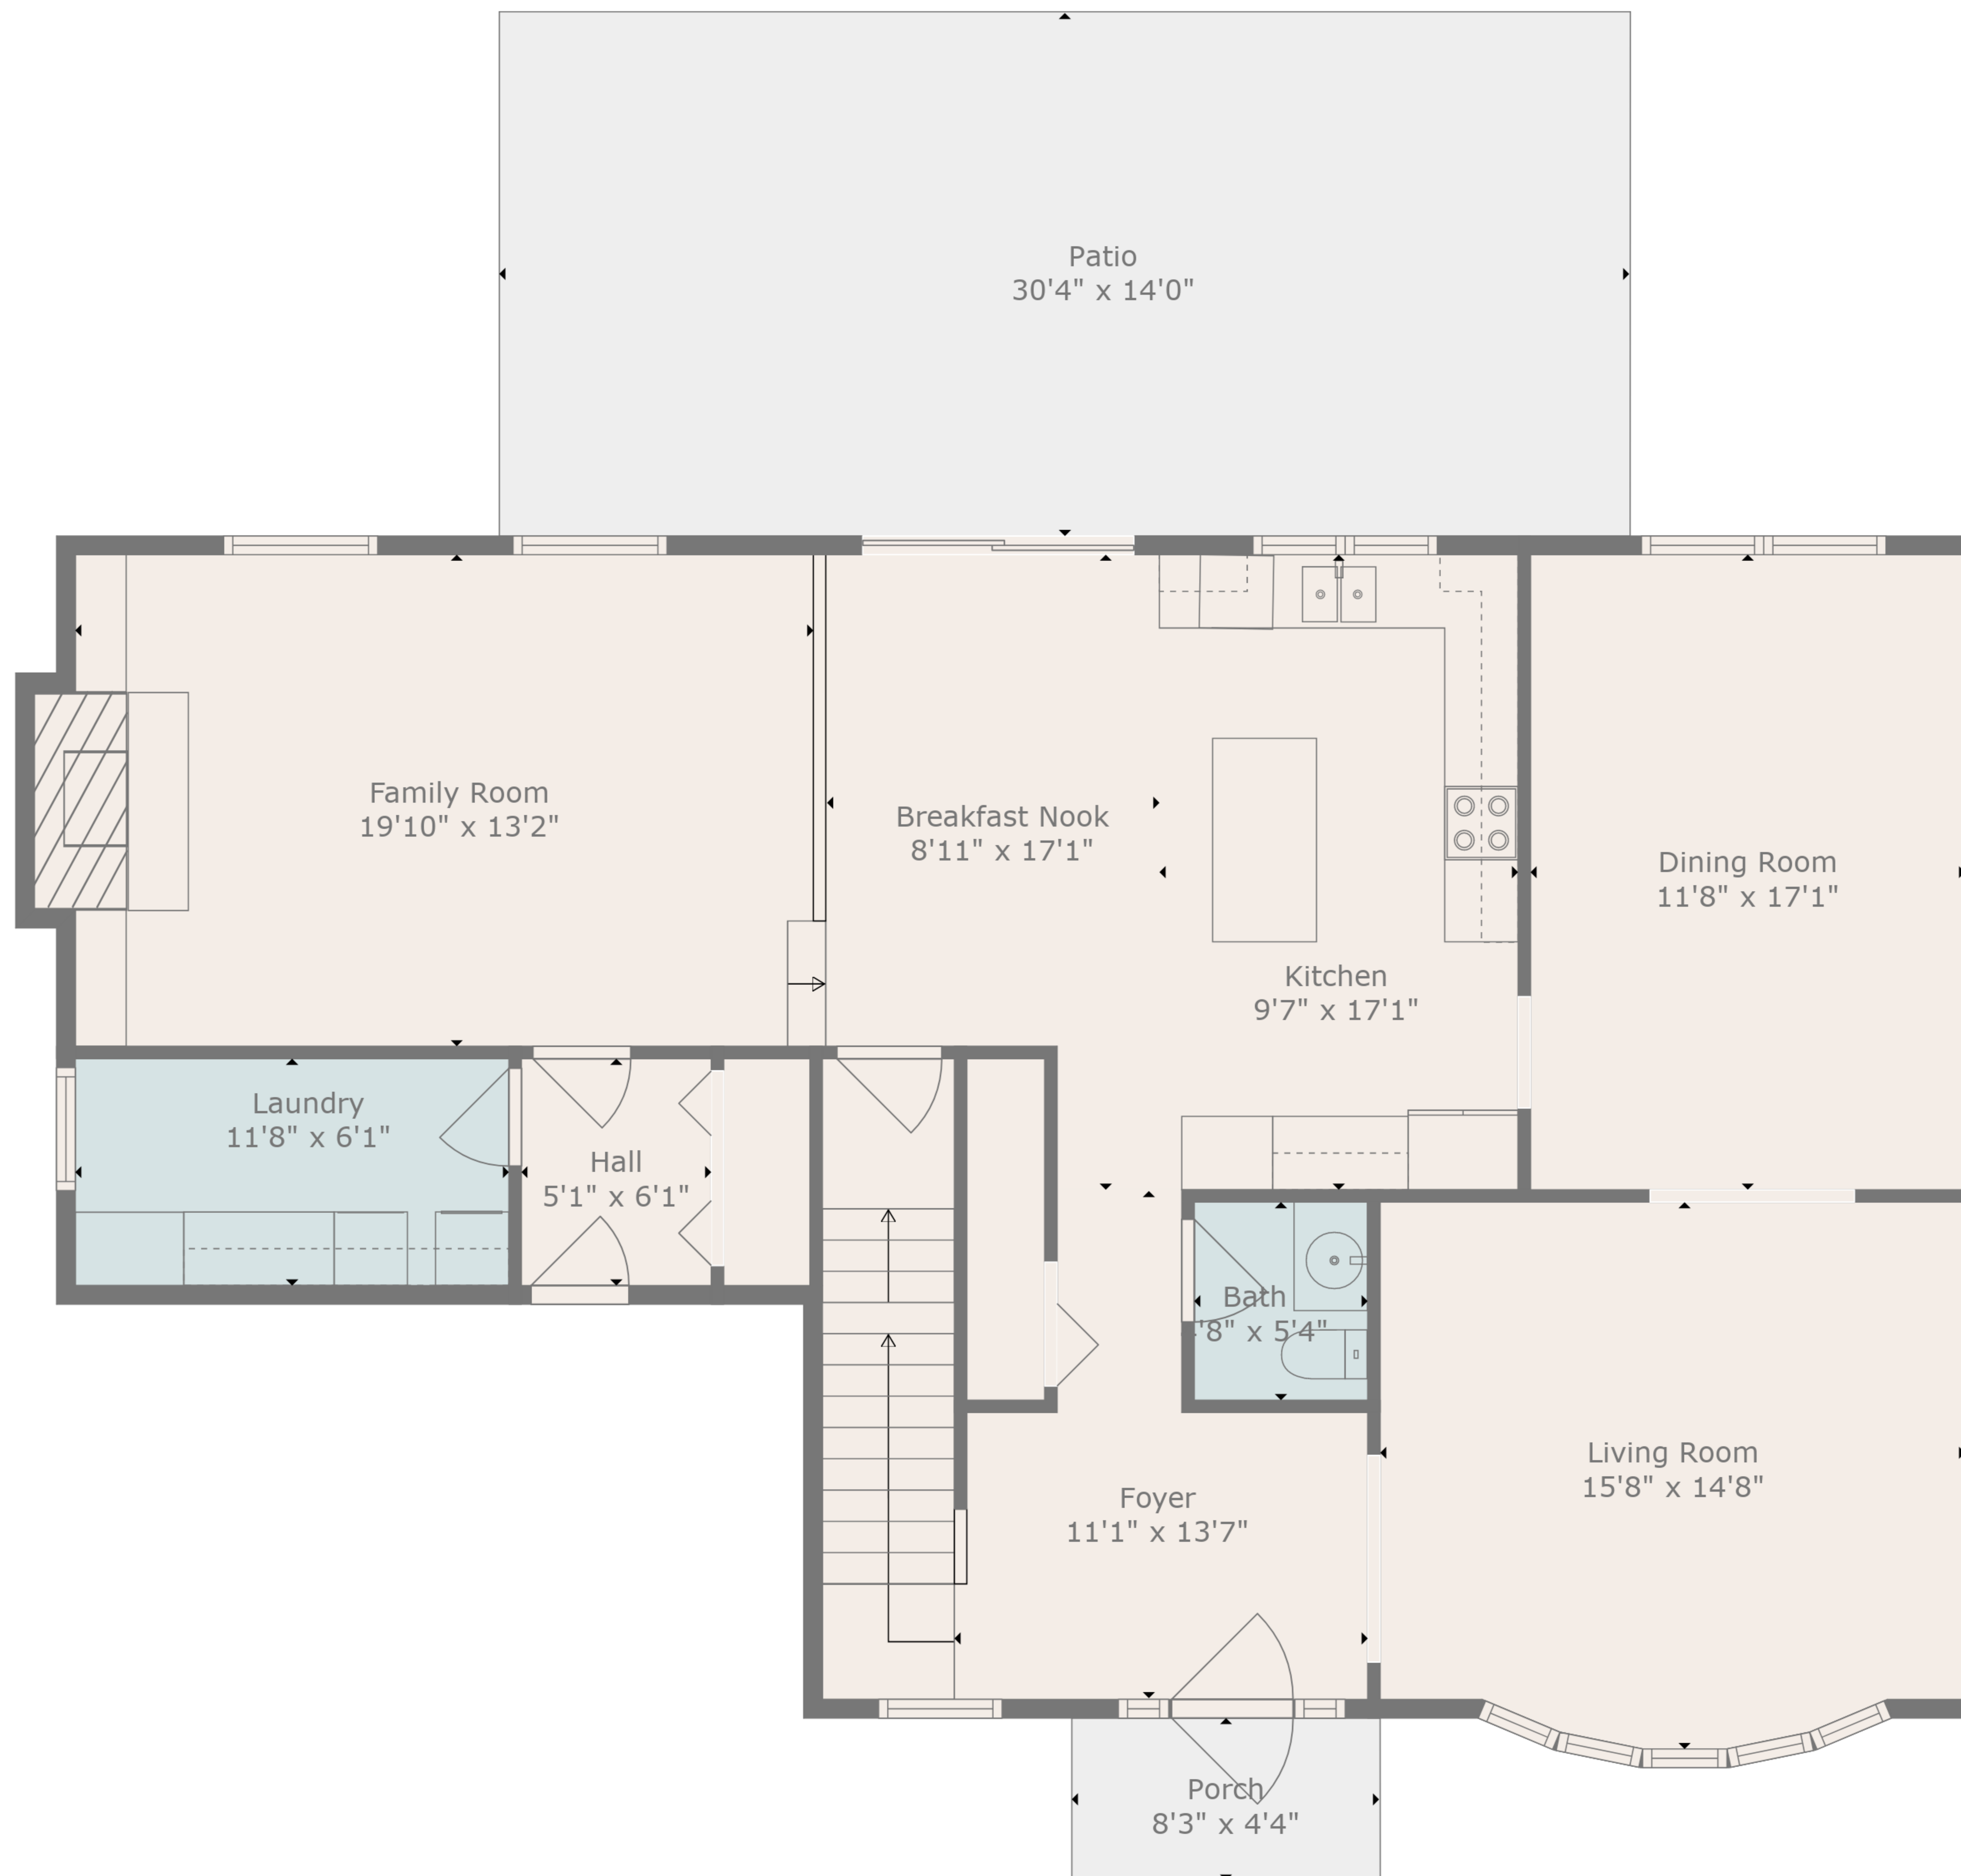 Patio
30'4" x 14'0"
Family Room
19'10" x 13'2"
Breakfast Nook
8'11" x 17'1"
Dining Room
11'8" x 17'1"
Kitchen
9'7" x 17'1"
Laundry
11'8" x 6'1"
Hall
5'1" x 6'1"
Bath
'8" x 5'4"
Living Room
15'8" x 14'8"
Foyer
11'1" x 13'7"
Porch
8'3" x 4'4"